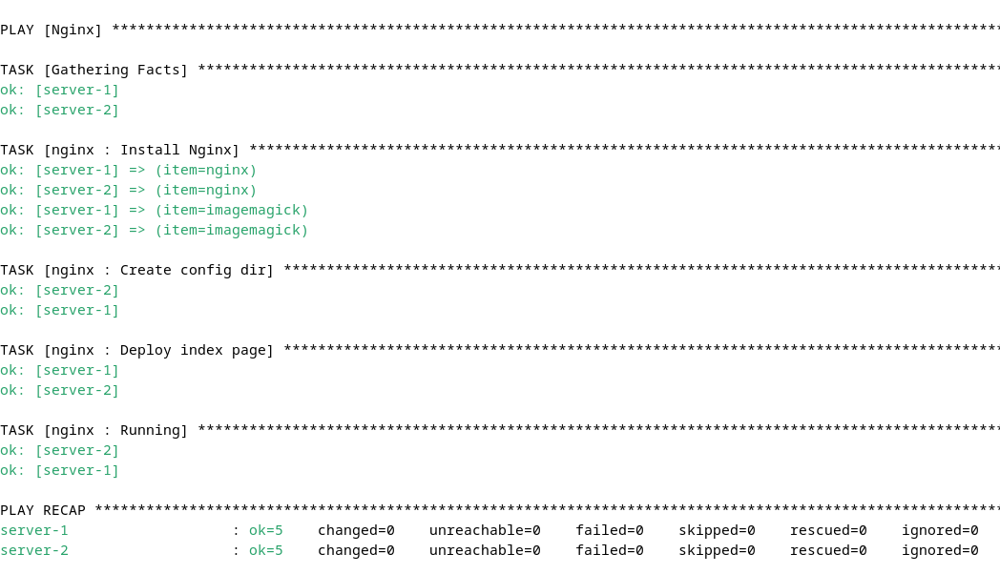 PLAY [Nginx] ********************************************************************************************************
TASK [Gathering Facts] **********************************************************************************************
ok: [server-1]
ok: [server-2]
TASK [nginx : Install Nginx] ****************************************************************************************
ok: [server-1] => (item=nginx)
ok: [server-2] => (item=nginx)
ok: [server-1] => (item=imagemagick)
ok: [server-2] => (item=imagemagick)
TASK [nginx : Create config dir] ************************************************************************************
ok: [server-2]
ok: [server-1]
TASK [nginx : Deploy index page] ************************************************************************************
ok: [server-1]
ok: [server-2]
TASK [nginx : Running] **********************************************************************************************
ok: [server-2]
ok: [server-1]
PLAY RECAP **********************************************************************************************************
server-1                   : ok=5    changed=0    unreachable=0    failed=0    skipped=0    rescued=0    ignored=0
server-2                   : ok=5    changed=0    unreachable=0    failed=0    skipped=0    rescued=0    ignored=0